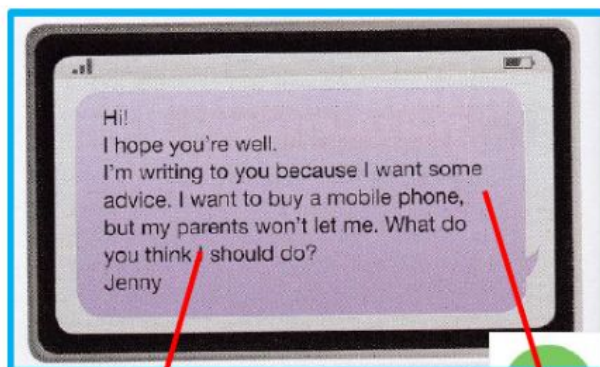 Hi!
I hope you're well.
I'm writing to you because I want some
advice. I want to buy a mobile phone,
but my parents won't let me. What do
you think I should do?
Jenny